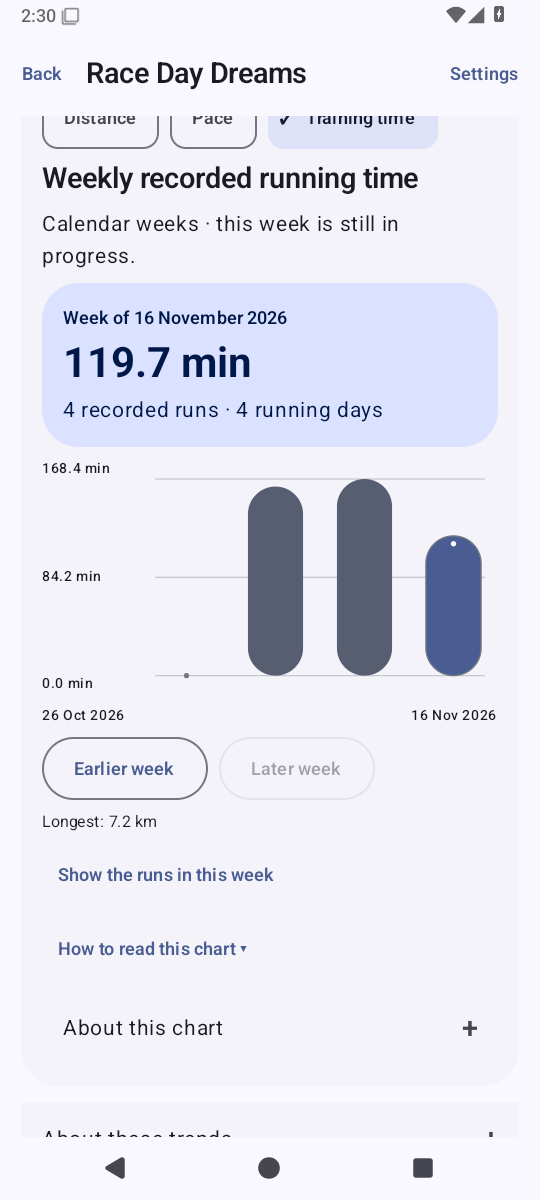 2:30
Back
Race Day Dreams
Settings
Distance
Pace
✓ Training time
Weekly recorded running time
Calendar weeks · this week is still in
progress.
Week of 16 November 2026
119.7 min
4 recorded runs · 4 running days
168.4 min
84.2 min
0.0 min
26 Oct 2026
16 Nov 2026
Earlier week
Later week
Longest: 7.2 km
Show the runs in this week
How to read this chart ▾
About this chart
+
About these trends